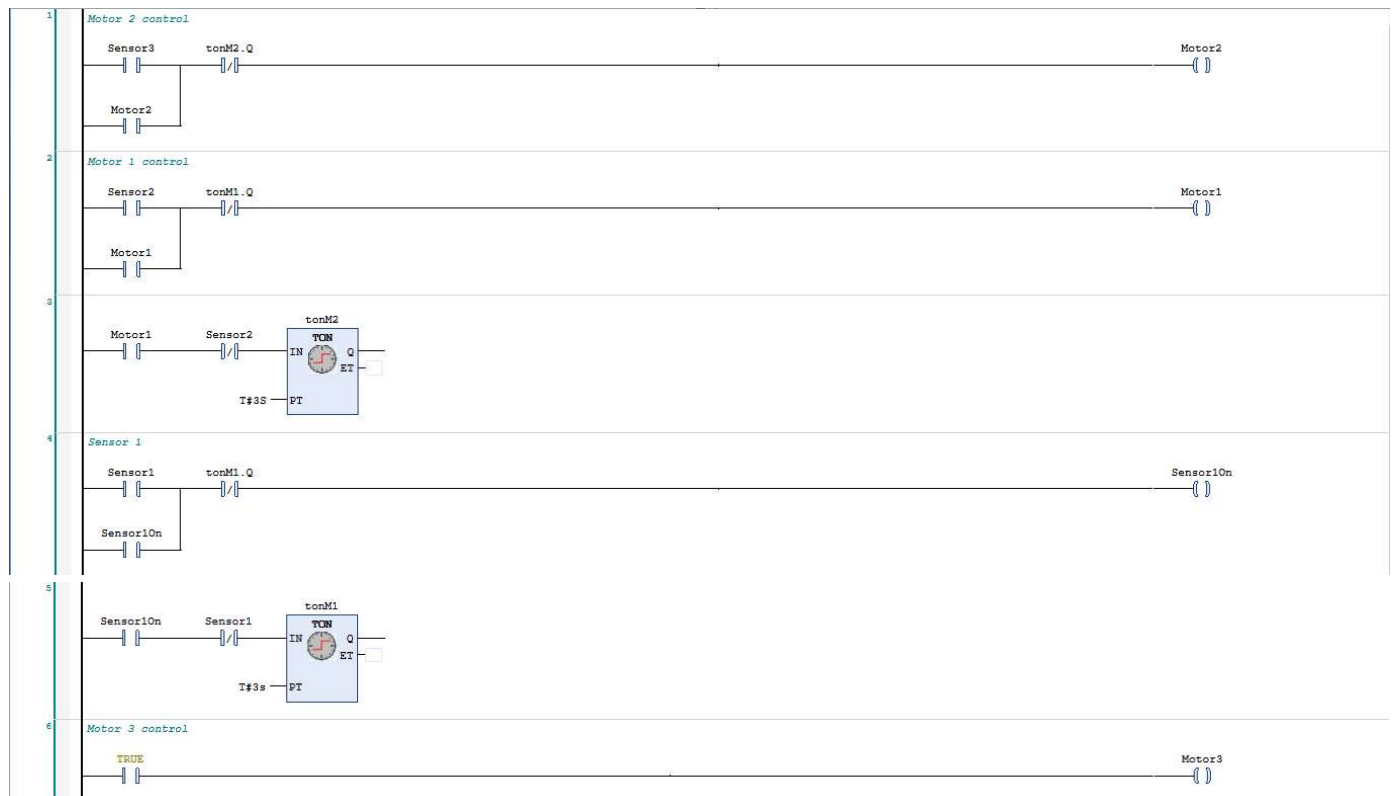 1
Motor 2 control
Sensor3 tonM2.Q Motor2
Motor2
2
Motor 1 control
Sensor2 tonM1.Q Motor1
Motor1
3
tonM2
Motor1 Sensor2 TON
IN Q
ET
T#3S PT
4
Sensor 1
Sensor1 tonM1.Q Sensor1On
Sensor1On
5
tonM1
Sensor1On Sensor1 TON
IN Q
ET
T#3s PT
6
Motor 3 control
TRUE Motor3